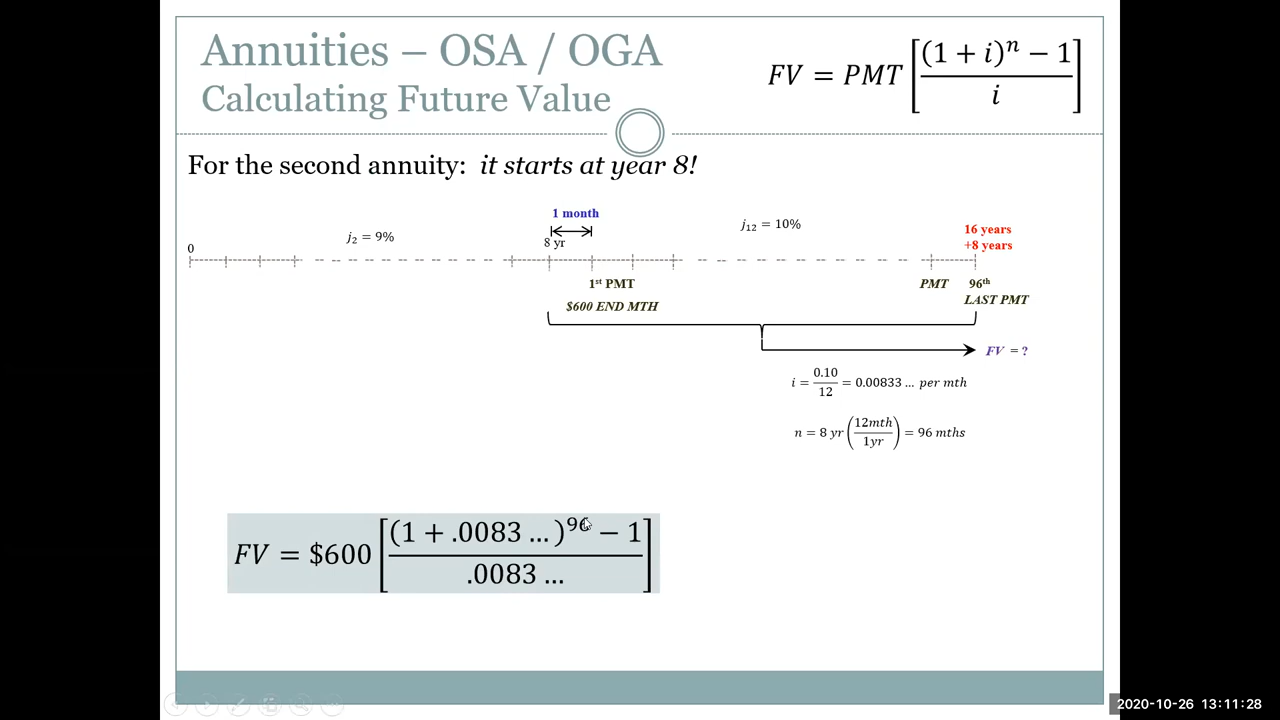 Annuities – OSA / OGA
Calculating Future Value
FV = PMT [((1 + i)^n − 1) / i]
For the second annuity: it starts at year 8!
1 month
j₁₂ = 10%
16 years
j₂ = 9%
8 yr
+8 years
0
1st PMT
PMT
96th
$600 END MTH
LAST PMT
FV = ?
i = 0.10/12 = 0.00833 ... per mth
n = 8 yr (12mth/1yr) = 96 mths
FV = $600 [((1 + .0083 ... )^96 − 1) / .0083 ...]
2020-10-26 13:11:28